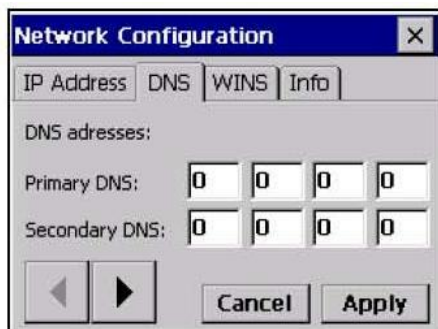 Network Configuration
IP Address DNS WINS Info
DNS adresses:
Primary DNS: 0 0 0 0
Secondary DNS: 0 0 0 0
Cancel Apply